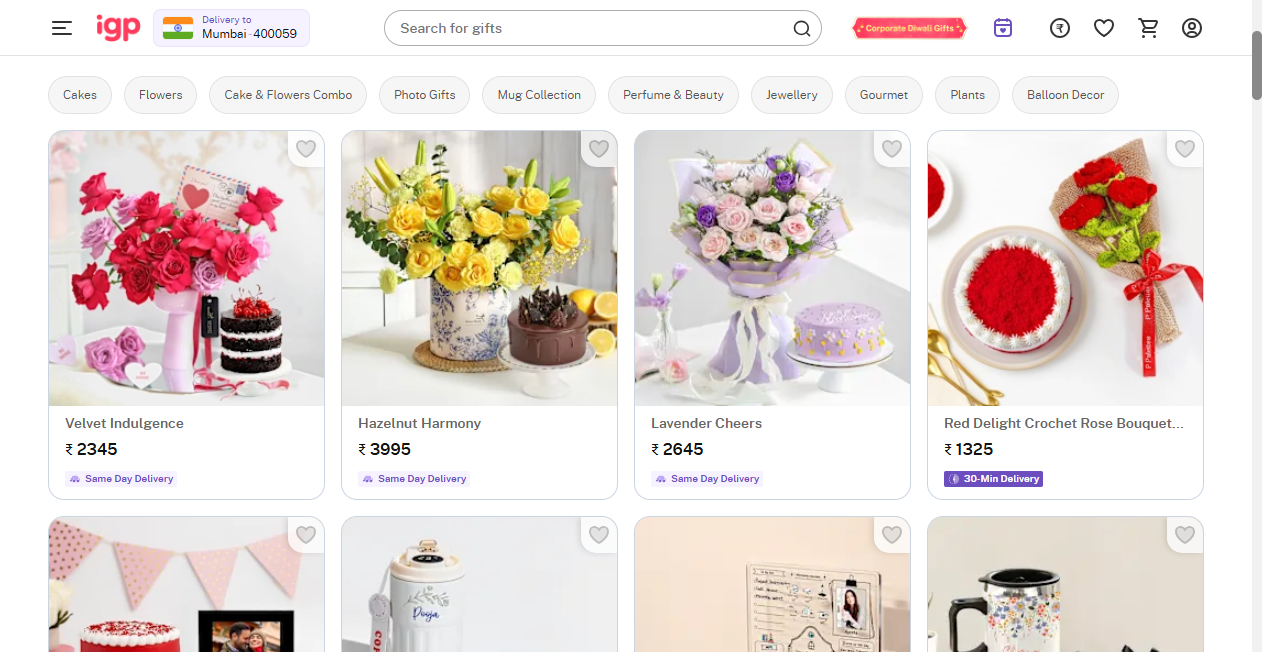 igp
Delivery to
Mumbai-400059
Search for gifts
Corporate Diwali Gifts
Cakes
Flowers
Cake & Flowers Combo
Photo Gifts
Mug Collection
Perfume & Beauty
Jewellery
Gourmet
Plants
Balloon Decor
Velvet Indulgence
₹ 2345
Same Day Delivery
Hazelnut Harmony
₹ 3995
Same Day Delivery
Lavender Cheers
₹ 2645
Same Day Delivery
Red Delight Crochet Rose Bouquet...
₹ 1325
30-Min Delivery
Pooja